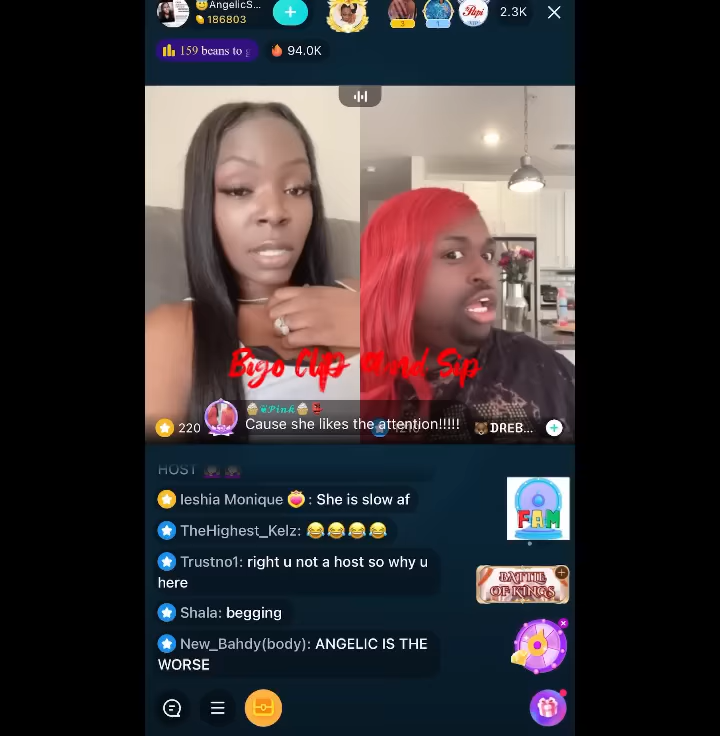 AngelicS...
186803
2.3K
159 beans to
94.0K
Bigo Clip And Sip
Pink
220
Cause she likes the attention!!!!!
DREB...
HOST
Ieshia Monique : She is slow af
TheHighest_Kelz: 😂😂😂😂
Trustno1: right u not a host so why u
here
Shala: begging
New_Bahdy(body): ANGELIC IS THE
WORSE
FAM
BATTLE
OF KINGS